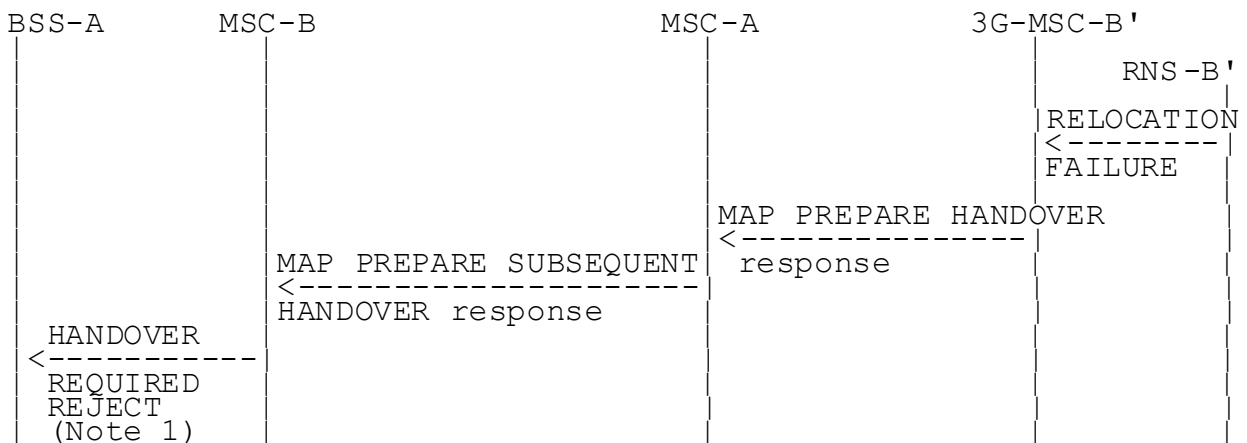 BSS-A MSC-B MSC-A 3G-MSC-B'
RNS-B'
RELOCATION
FAILURE
MAP PREPARE HANDOVER
response
MAP PREPARE SUBSEQUENT
HANDOVER response
HANDOVER
REQUIRED
REJECT
(Note 1)